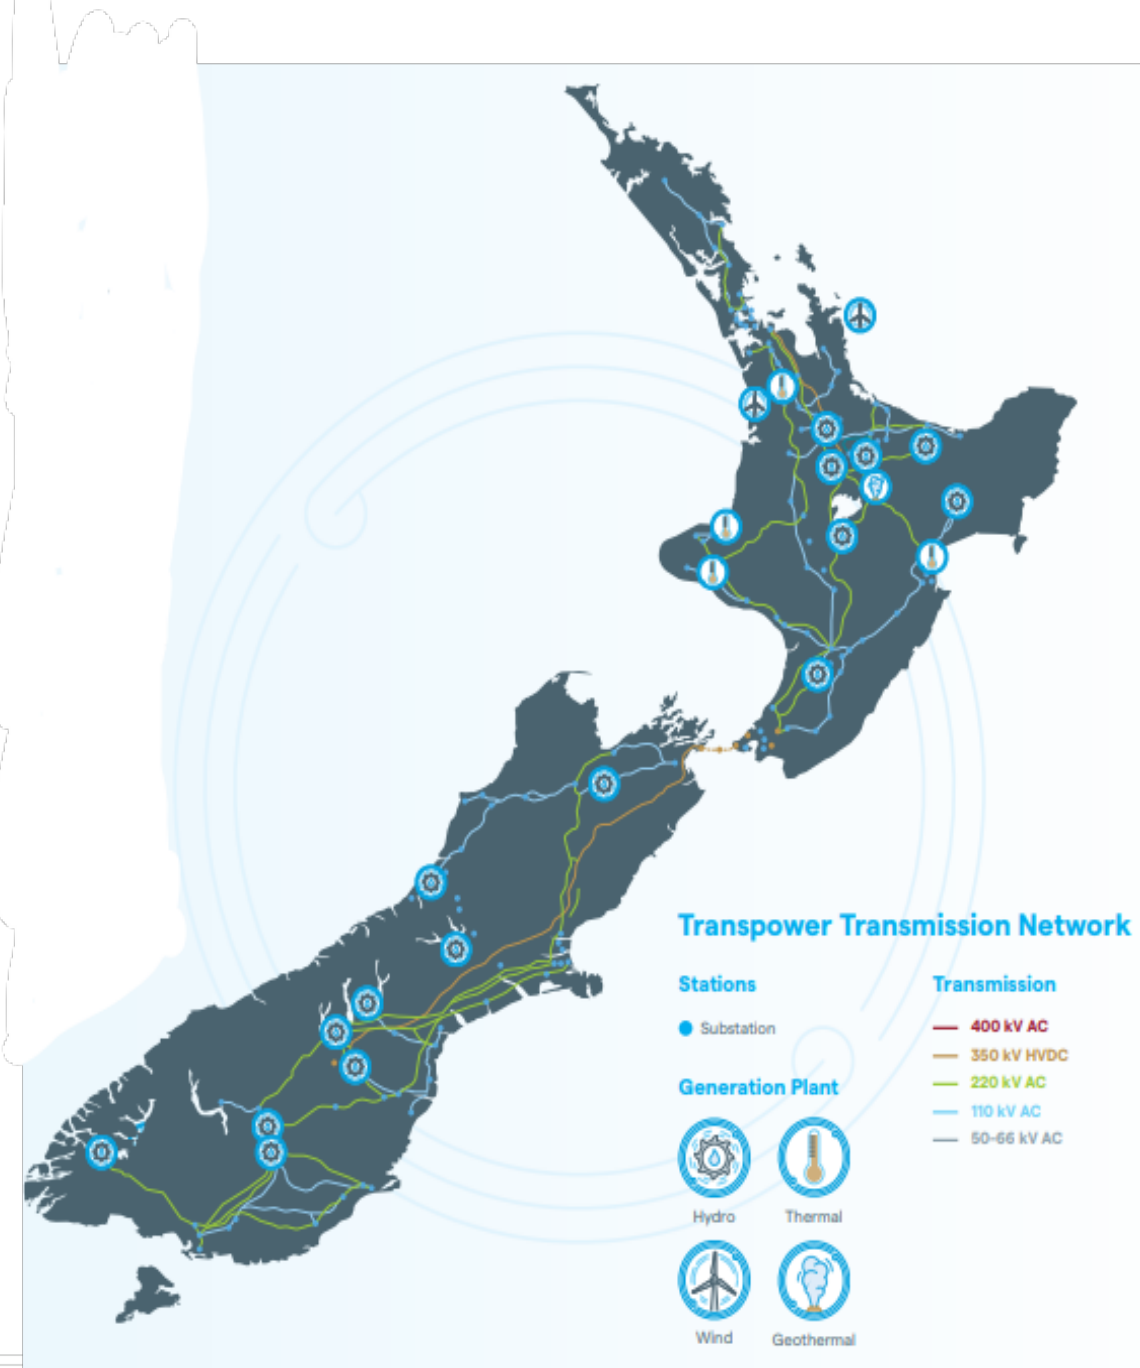 Transpower Transmission Network
Stations
Substation
Generation Plant
Hydro
Thermal
Wind
Geothermal
Transmission
400 kV AC
350 kV HVDC
220 kV AC
110 kV AC
50-66 kV AC